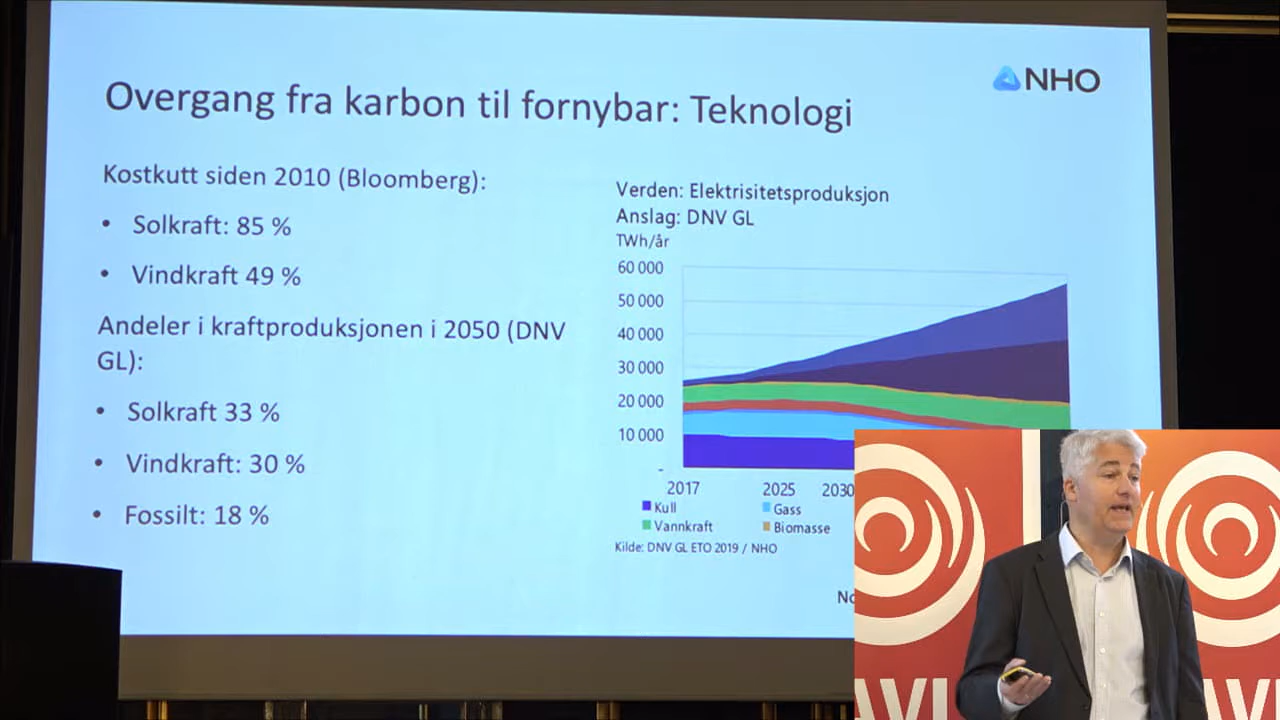 NHO
Overgang fra karbon til fornybar: Teknologi
Kostkutt siden 2010 (Bloomberg):
• Solkraft: 85 %
• Vindkraft 49 %
Andeler i kraftproduksjonen i 2050 (DNV
GL):
• Solkraft 33 %
• Vindkraft: 30 %
• Fossilt: 18 %
Verden: Elektrisitetsproduksjon
Anslag: DNV GL
TWh/år
60 000
50 000
40 000
30 000
20 000
10 000
-
2017 2025 2030
Kull Gass
Vannkraft Biomasse
Kilde: DNV GL ETO 2019 / NHO